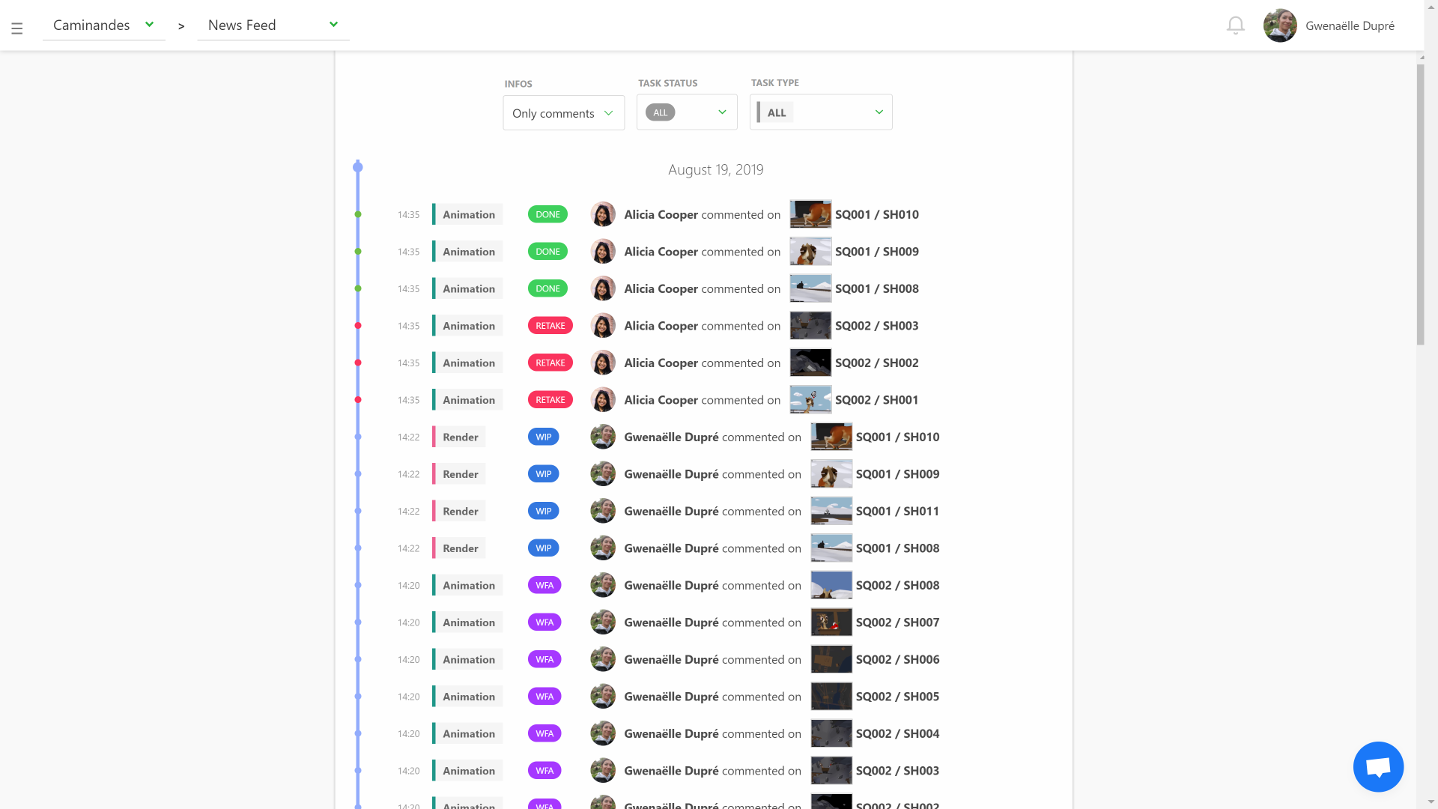 Caminandes > News Feed Gwenaëlle Dupré
INFOS TASK STATUS TASK TYPE
Only comments ALL ALL
August 19, 2019
14:35 Animation DONE Alicia Cooper commented on SQ001 / SH010
14:35 Animation DONE Alicia Cooper commented on SQ001 / SH009
14:35 Animation DONE Alicia Cooper commented on SQ001 / SH008
14:35 Animation RETAKE Alicia Cooper commented on SQ002 / SH003
14:35 Animation RETAKE Alicia Cooper commented on SQ002 / SH002
14:35 Animation RETAKE Alicia Cooper commented on SQ002 / SH001
14:22 Render WIP Gwenaëlle Dupré commented on SQ001 / SH010
14:22 Render WIP Gwenaëlle Dupré commented on SQ001 / SH009
14:22 Render WIP Gwenaëlle Dupré commented on SQ001 / SH011
14:22 Render WIP Gwenaëlle Dupré commented on SQ001 / SH008
14:20 Animation WFA Gwenaëlle Dupré commented on SQ002 / SH008
14:20 Animation WFA Gwenaëlle Dupré commented on SQ002 / SH007
14:20 Animation WFA Gwenaëlle Dupré commented on SQ002 / SH006
14:20 Animation WFA Gwenaëlle Dupré commented on SQ002 / SH005
14:20 Animation WFA Gwenaëlle Dupré commented on SQ002 / SH004
14:20 Animation WFA Gwenaëlle Dupré commented on SQ002 / SH003
14:20 Animation WFA Gwenaëlle Dupré commented on SQ002 / SH002